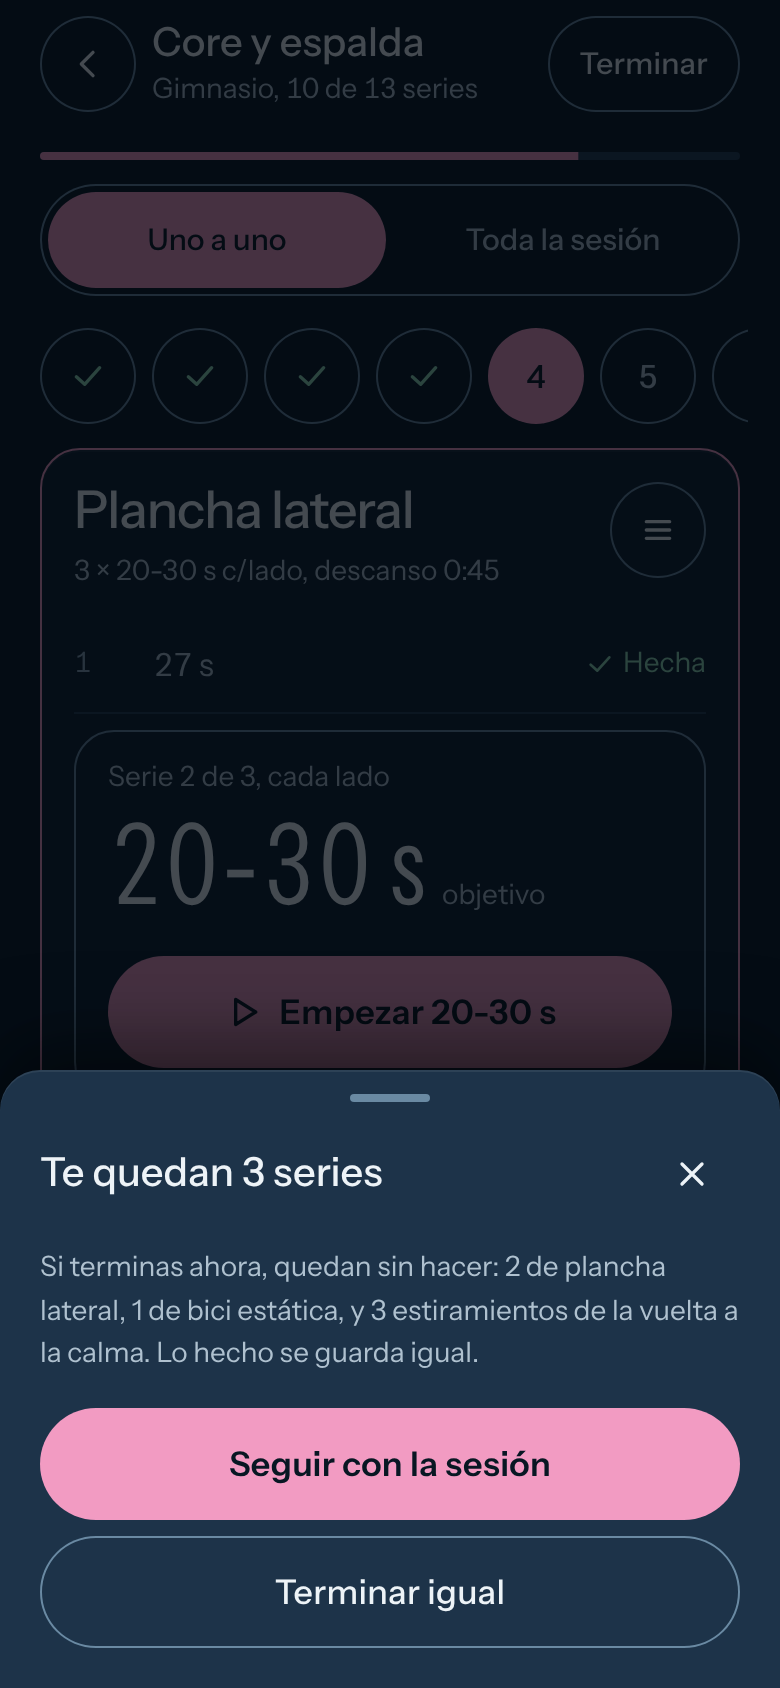 Core y espalda
Gimnasio, 10 de 13 series
Terminar
Uno a uno
Toda la sesión
4
5
Plancha lateral
3 × 20-30 s c/lado, descanso 0:45
1
27 s
Hecha
Serie 2 de 3, cada lado
20-30 s objetivo
Empezar 20-30 s
Te quedan 3 series
Si terminas ahora, quedan sin hacer: 2 de plancha
lateral, 1 de bici estática, y 3 estiramientos de la vuelta a
la calma. Lo hecho se guarda igual.
Seguir con la sesión
Terminar igual